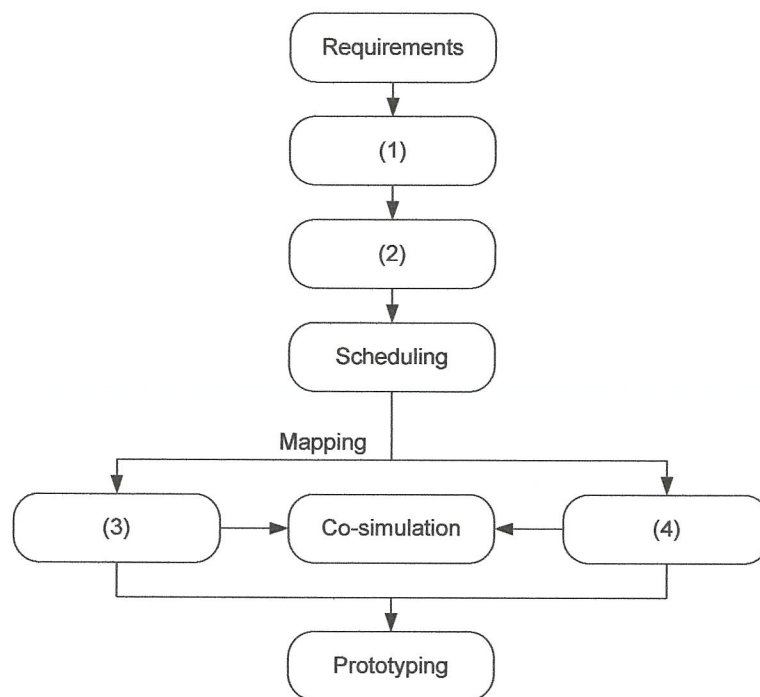 Requirements
(1)
(2)
Scheduling
Mapping
(3)
Co-simulation
(4)
Prototyping